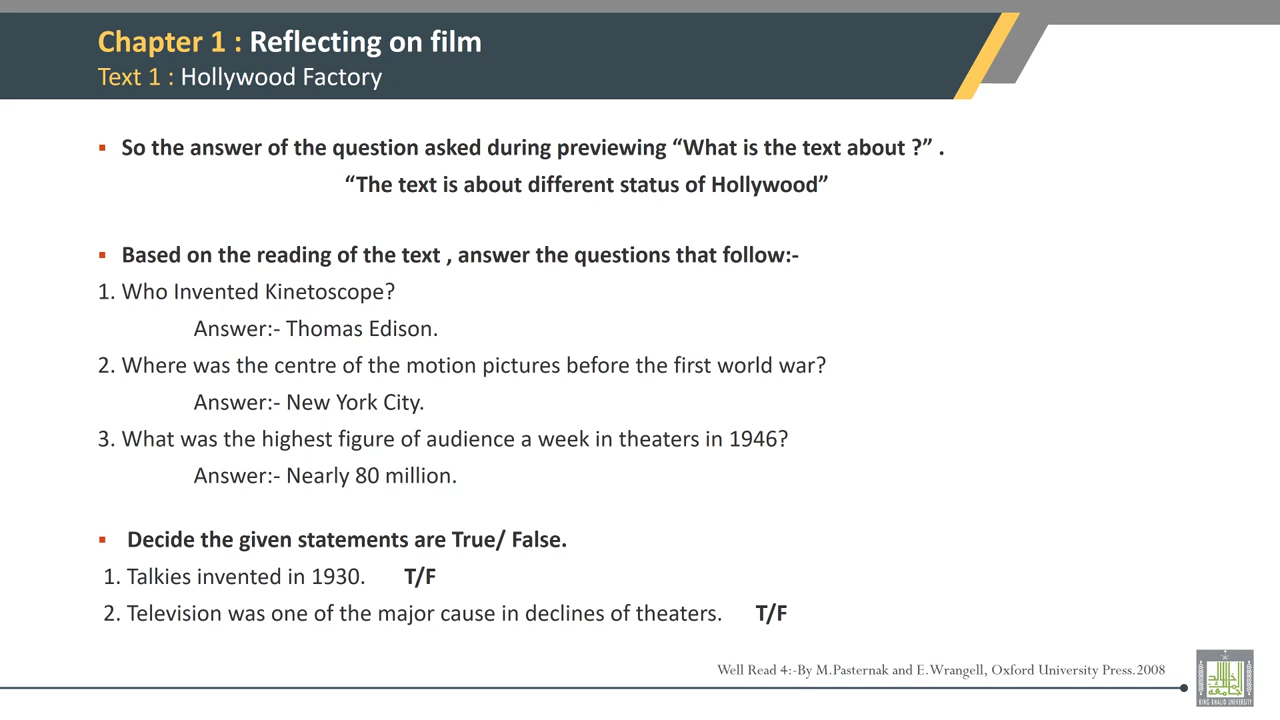 Chapter 1 : Reflecting on film
Text 1 : Hollywood Factory
▪ So the answer of the question asked during previewing “What is the text about ?” .
“The text is about different status of Hollywood”
▪ Based on the reading of the text , answer the questions that follow:-
1. Who Invented Kinetoscope?
Answer:- Thomas Edison.
2. Where was the centre of the motion pictures before the first world war?
Answer:- New York City.
3. What was the highest figure of audience a week in theaters in 1946?
Answer:- Nearly 80 million.
▪ Decide the given statements are True/ False.
1. Talkies invented in 1930. T/F
2. Television was one of the major cause in declines of theaters. T/F
Well Read 4:-By M.Pasternak and E.Wrangell, Oxford University Press.2008
KING KHALID UNIVERSITY